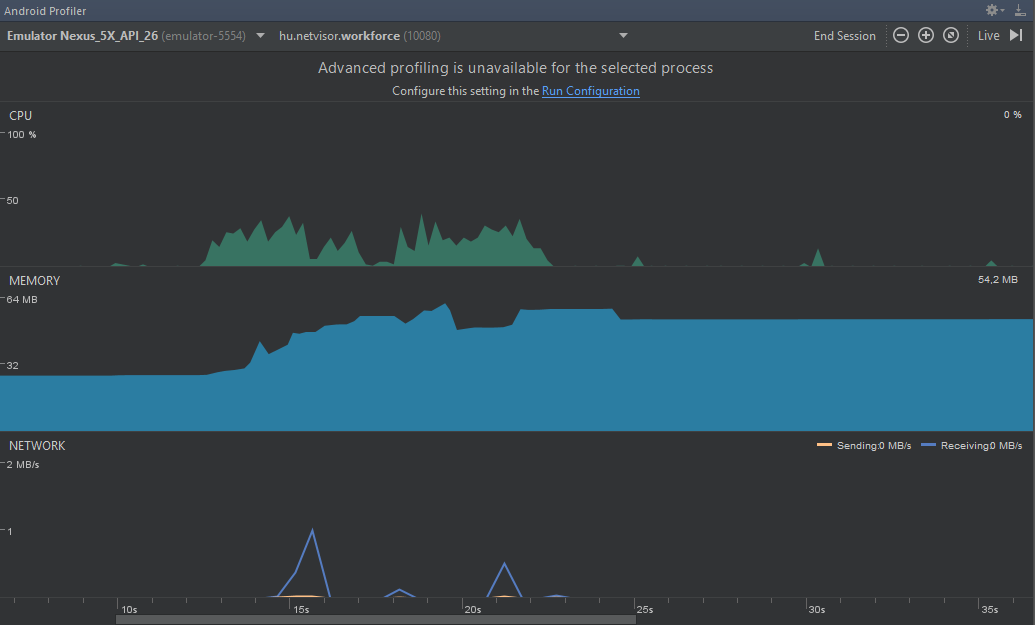 Android Profiler
Emulator Nexus_5X_API_26 (emulator-5554) hu.netvisor.workforce (10080) End Session Live
Advanced profiling is unavailable for the selected process
Configure this setting in the Run Configuration
CPU 0 %
100 %
50
MEMORY 54,2 MB
64 MB
32
NETWORK Sending:0 MB/s Receiving:0 MB/s
2 MB/s
1
10s 15s 20s 25s 30s 35s